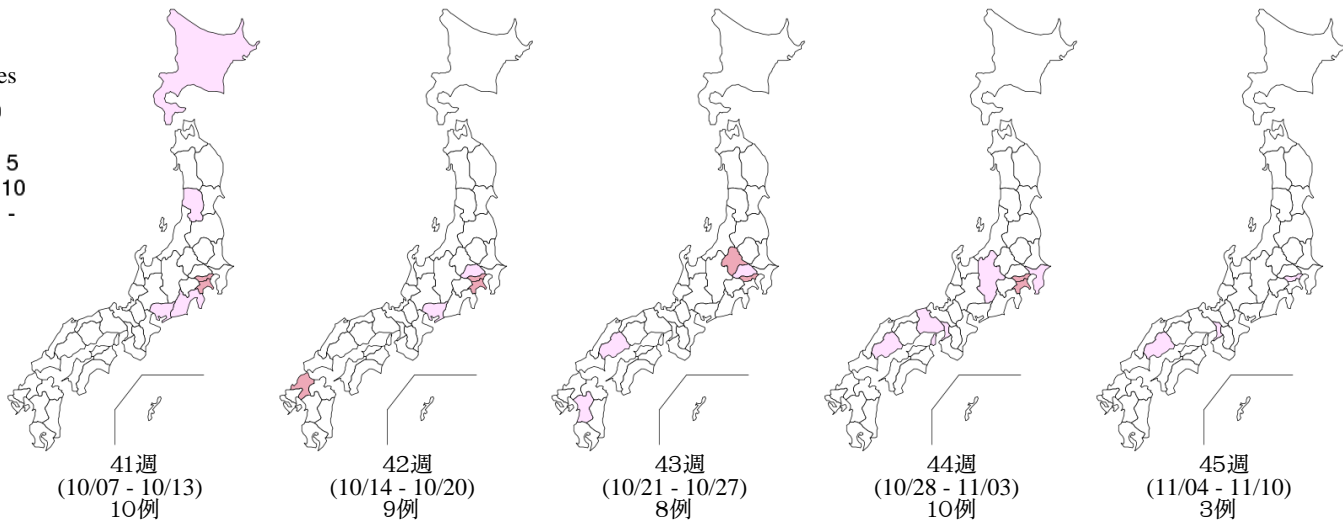 es
5
10
-
41週
(10/07 - 10/13)
10例
42週
(10/14 - 10/20)
9例
43週
(10/21 - 10/27)
8例
44週
(10/28 - 11/03)
10例
45週
(11/04 - 11/10)
3例